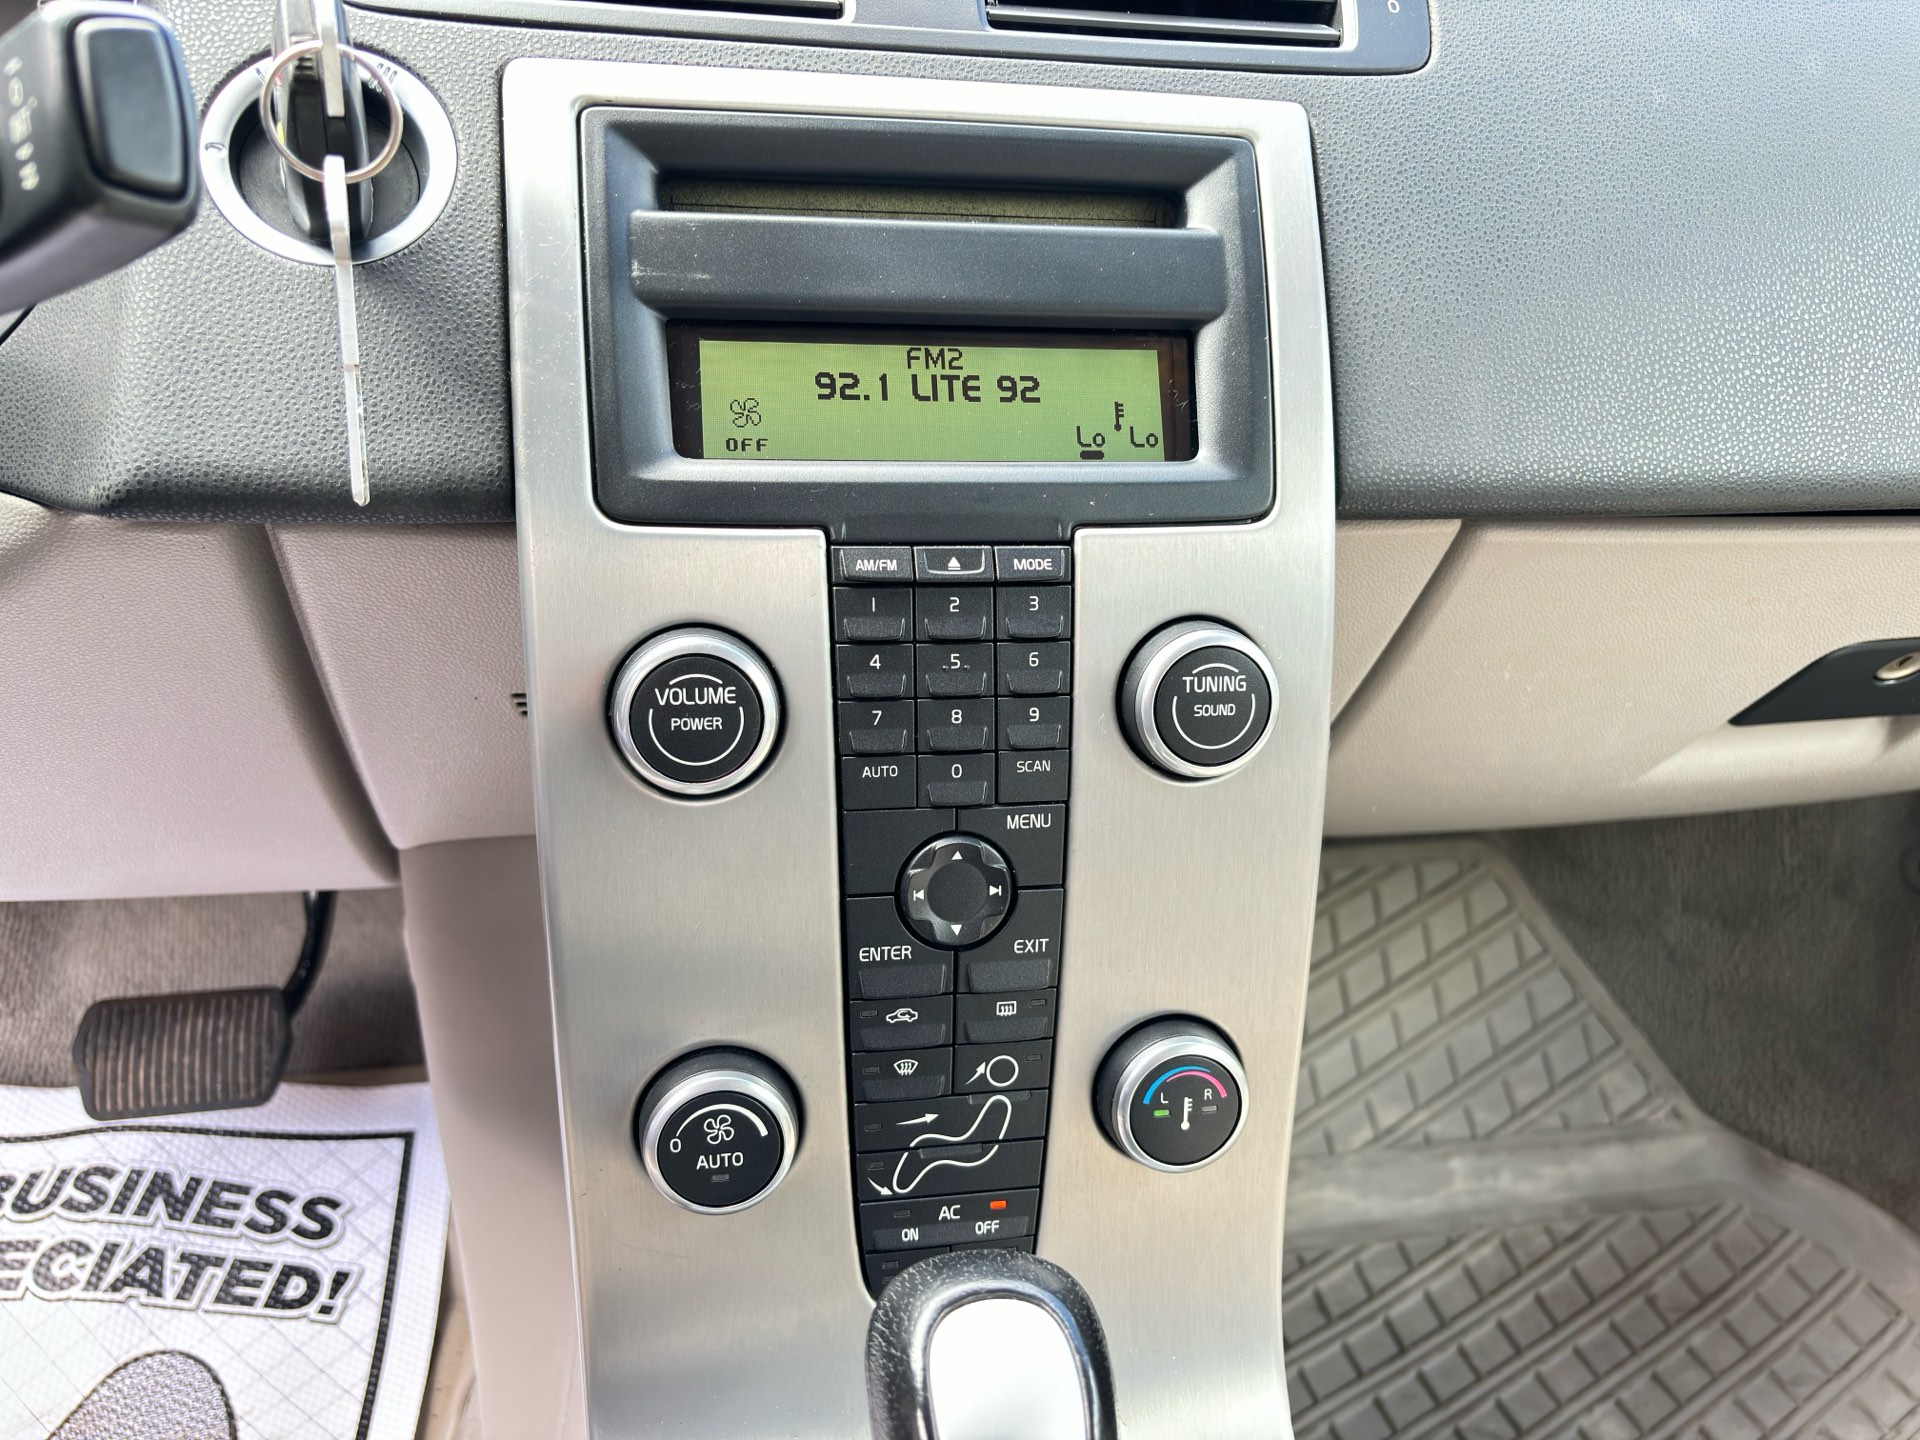 FM2
92.1 LITE 92
OFF
Lo Lo
AM/FM
MODE
1
2
3
4
5
6
7
8
9
AUTO
0
SCAN
VOLUME
POWER
TUNING
SOUND
MENU
ENTER
EXIT
0
AUTO
L R
AC
ON OFF
BUSINESS
ECIATED!